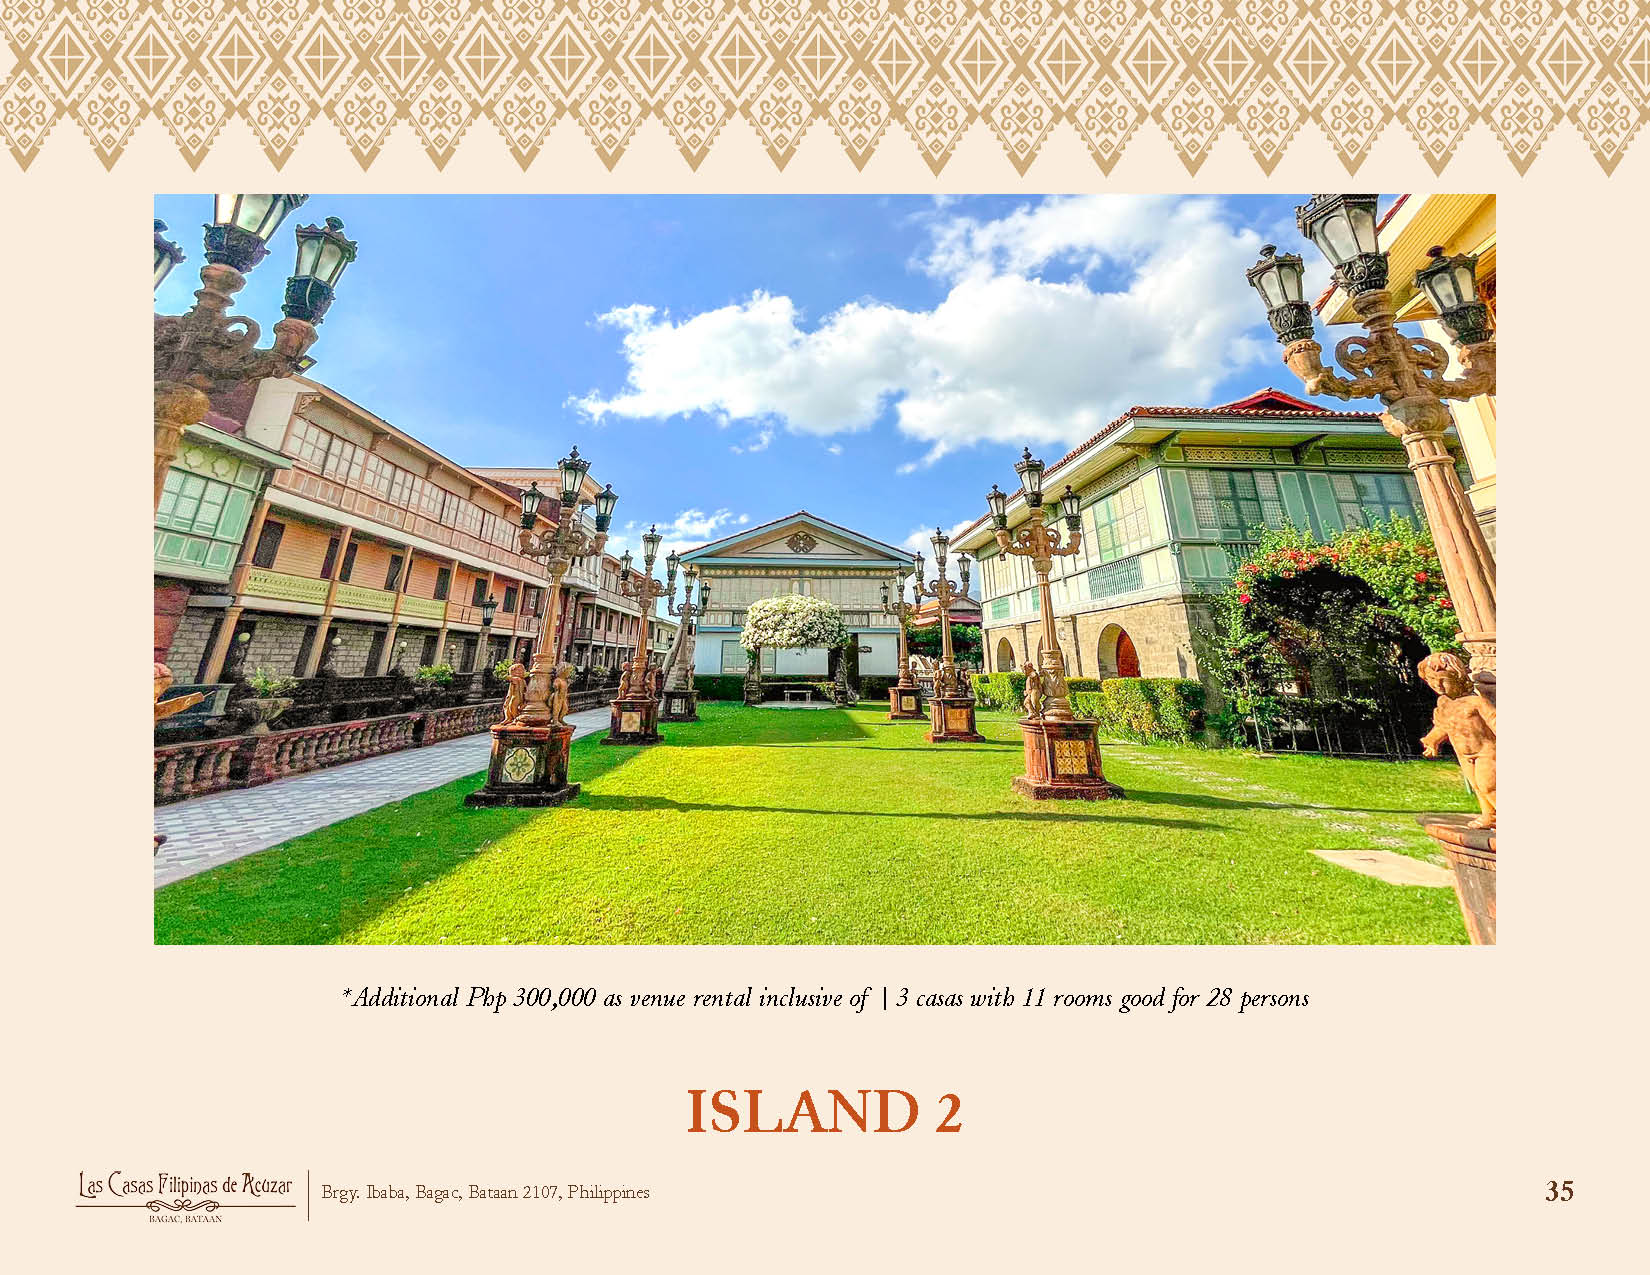 *Additional Php 300,000 as venue rental inclusive of | 3 casas with 11 rooms good for 28 persons
ISLAND 2
Las Casas Filipinas de Acuzar
BAGAC, BATAAN
Brgy. Ibaba, Bagac, Bataan 2107, Philippines
35